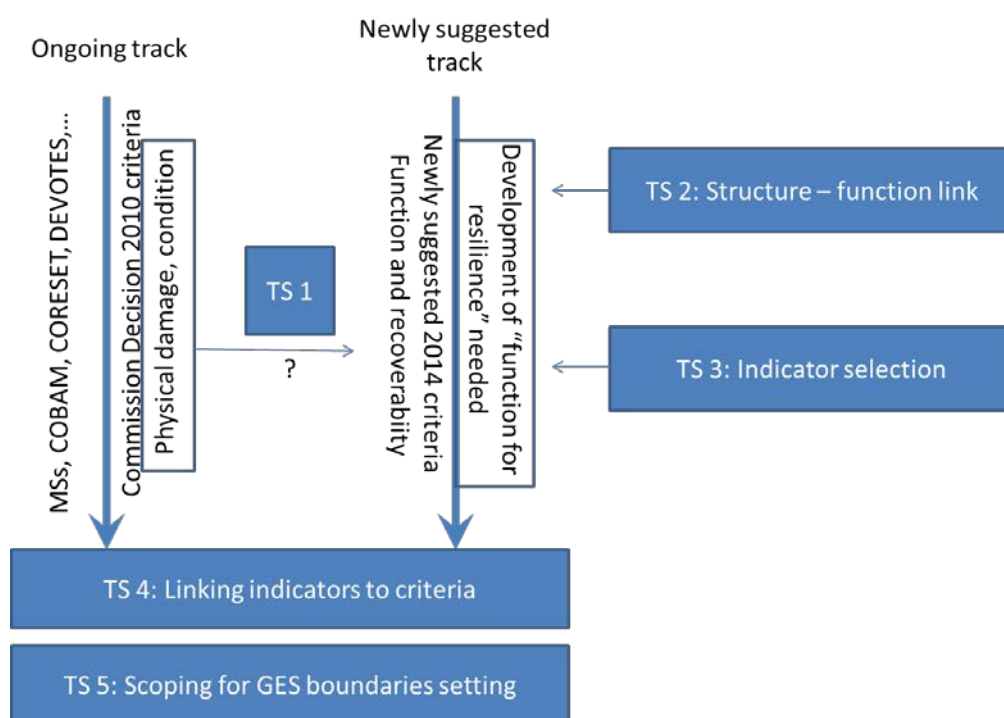 Ongoing track
Newly suggested
track
MSs, COBAM, CORESET, DEVOTES,...
Commission Decision 2010 criteria
Physical damage, condition
TS 1
?
Newly suggested 2014 criteria
Function and recoverabiity
Development of “function for
resilience” needed
TS 2: Structure – function link
TS 3: Indicator selection
TS 4: Linking indicators to criteria
TS 5: Scoping for GES boundaries setting